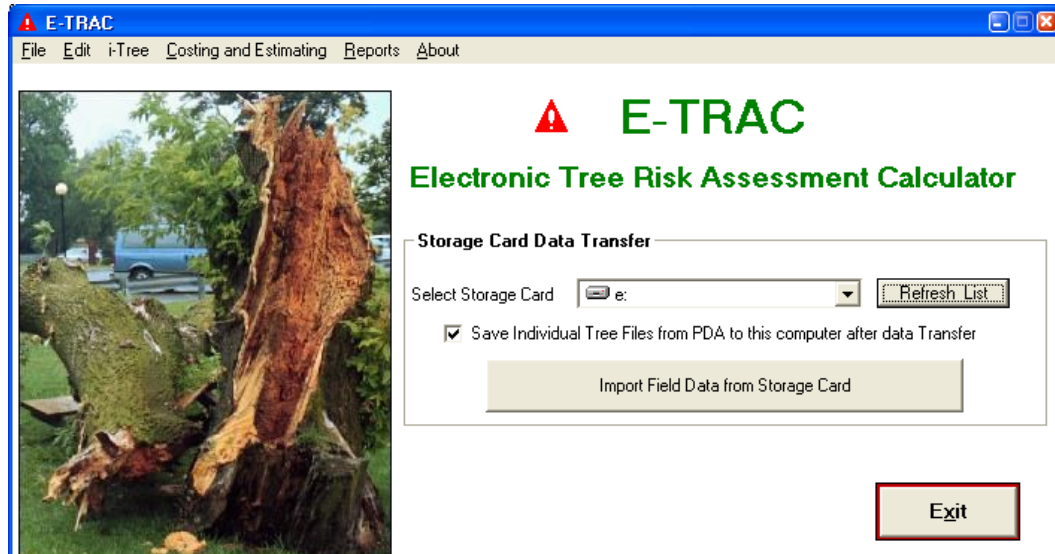 E-TRAC
File Edit i-Tree Costing and Estimating Reports About
E-TRAC
Electronic Tree Risk Assessment Calculator
Storage Card Data Transfer
Select Storage Card e: Refresh List
Save Individual Tree Files from PDA to this computer after data Transfer
Import Field Data from Storage Card
Exit